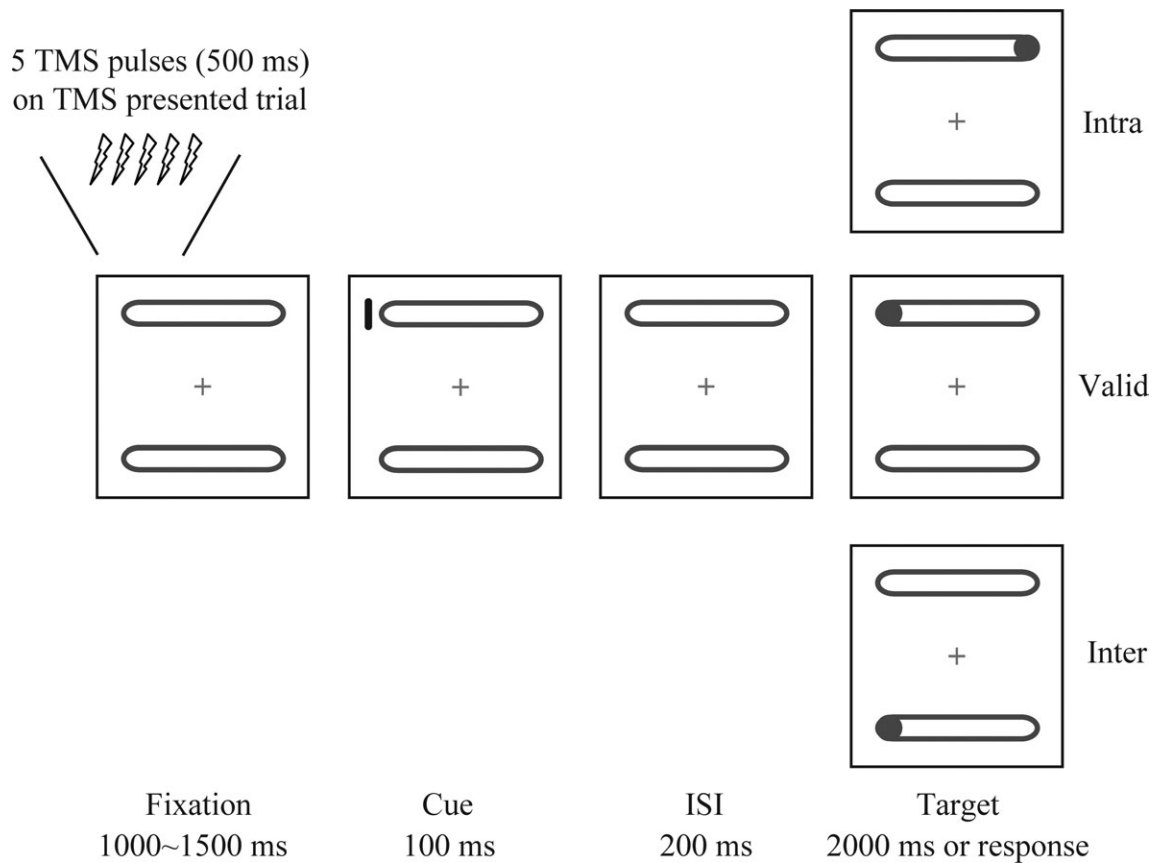 5 TMS pulses (500 ms)
on TMS presented trial
Intra
Valid
Inter
Fixation
1000~1500 ms
Cue
100 ms
ISI
200 ms
Target
2000 ms or response